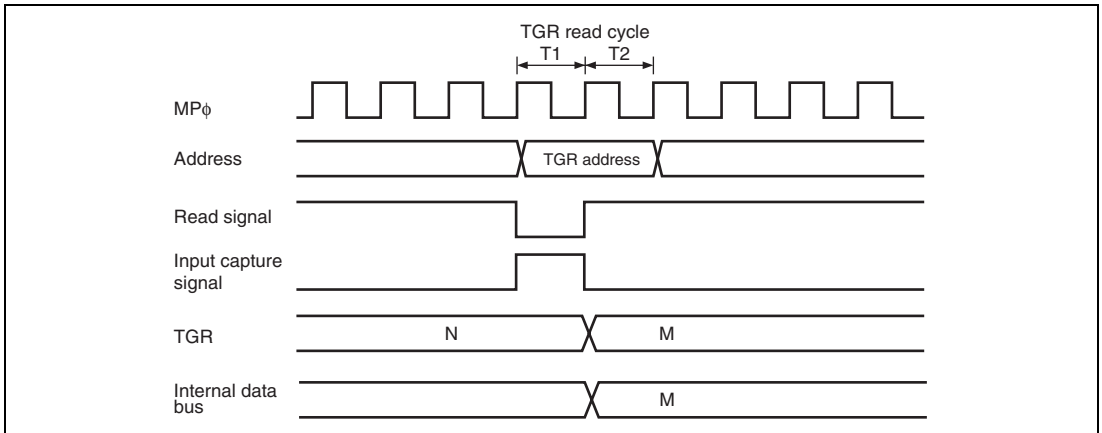 TGR read cycle
T1 T2
MPϕ
Address
TGR address
Read signal
Input capture
signal
TGR
N
M
Internal data
bus
M